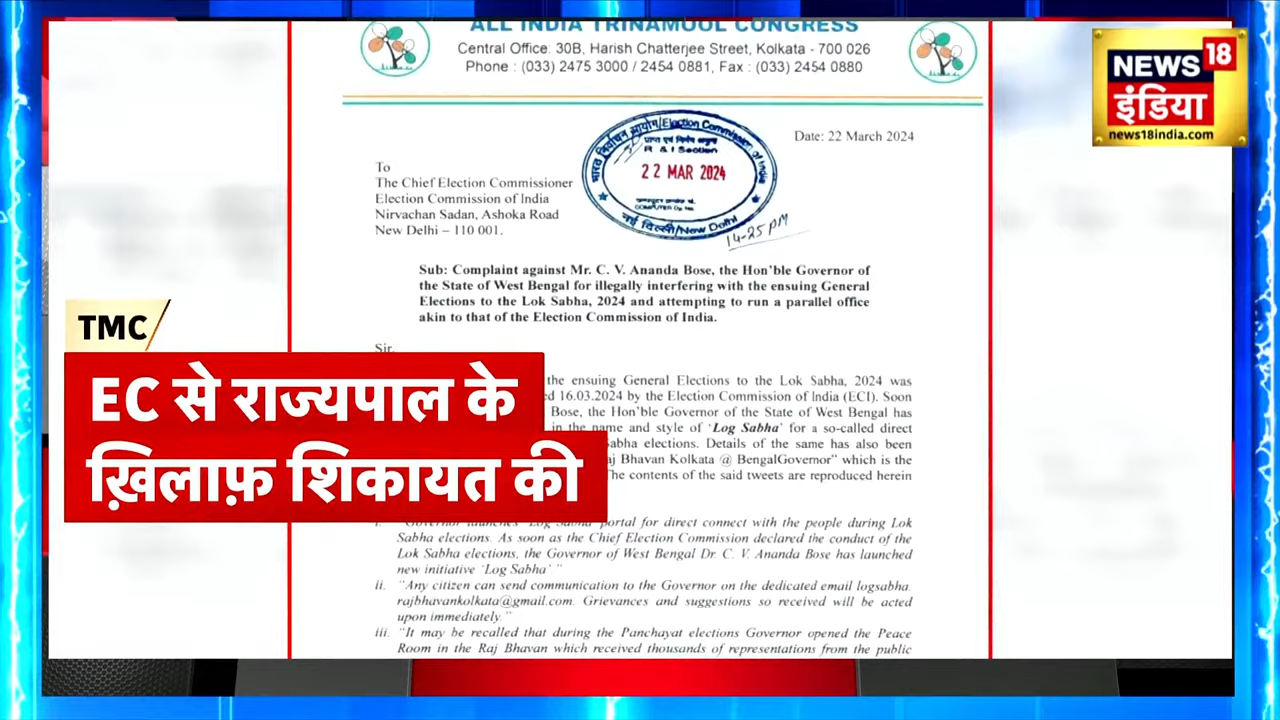 ALL INDIA TRINAMOOL CONGRESS
Central Office: 30B, Harish Chatterjee Street, Kolkata - 700 026
Phone : (033) 2475 3000 / 2454 0881, Fax : (033) 2454 0880
NEWS 18
इंडिया
news18india.com
Date: 22 March 2024
भारत निर्वाचन आयोग/Election Commission of India
R & I Section
22 MAR 2024
नई दिल्ली/New Delhi
14-25 PM
To
The Chief Election Commissioner
Election Commission of India
Nirvachan Sadan, Ashoka Road
New Delhi – 110 001.
Sub: Complaint against Mr. C. V. Ananda Bose, the Hon'ble Governor of
the State of West Bengal for illegally interfering with the ensuing General
Elections to the Lok Sabha, 2024 and attempting to run a parallel office
akin to that of the Election Commission of India.
Sir,
TMC
EC से राज्यपाल के
ख़िलाफ़ शिकायत की
the ensuing General Elections to the Lok Sabha, 2024 was
ed 16.03.2024 by the Election Commission of India (ECI). Soon
Bose, the Hon'ble Governor of the State of West Bengal has
in the name and style of 'Log Sabha' for a so-called direct
Sabha elections. Details of the same has also been
aj Bhavan Kolkata @ BengalGovernor" which is the
The contents of the said tweets are reproduced herein
i. "Governor launches 'Log Sabha' portal for direct connect with the people during Lok
Sabha elections. As soon as the Chief Election Commission declared the conduct of the
Lok Sabha elections, the Governor of West Bengal Dr. C. V. Ananda Bose has launched
new initiative 'Log Sabha' "
ii. "Any citizen can send communication to the Governor on the dedicated email logsabha.
rajbhavankolkata@gmail.com. Grievances and suggestions so received will be acted
upon immediately."
iii. "It may be recalled that during the Panchayat elections Governor opened the Peace
Room in the Raj Bhavan which received thousands of representations from the public